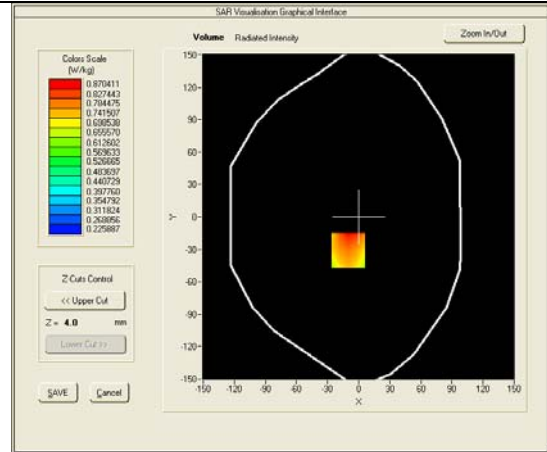 SAR Visualisation Graphical Interface
Volume Radiated Intensity
Zoom In/Out
Colors Scale
(W/kg)
0.870411
0.827443
0.784475
0.741507
0.698538
0.655570
0.612602
0.569633
0.526665
0.483697
0.440729
0.397760
0.354792
0.311824
0.268856
0.225887
Z-Cuts Control
<< Upper Cut
Z = 4.0 mm
Lower Cut >>
SAVE Cancel
150-
120-
90-
60-
30-
0-
-30-
-60-
-90-
-120-
-150-
Y
-150 -120 -90 -60 -30 0 30 60 90 120 150
X